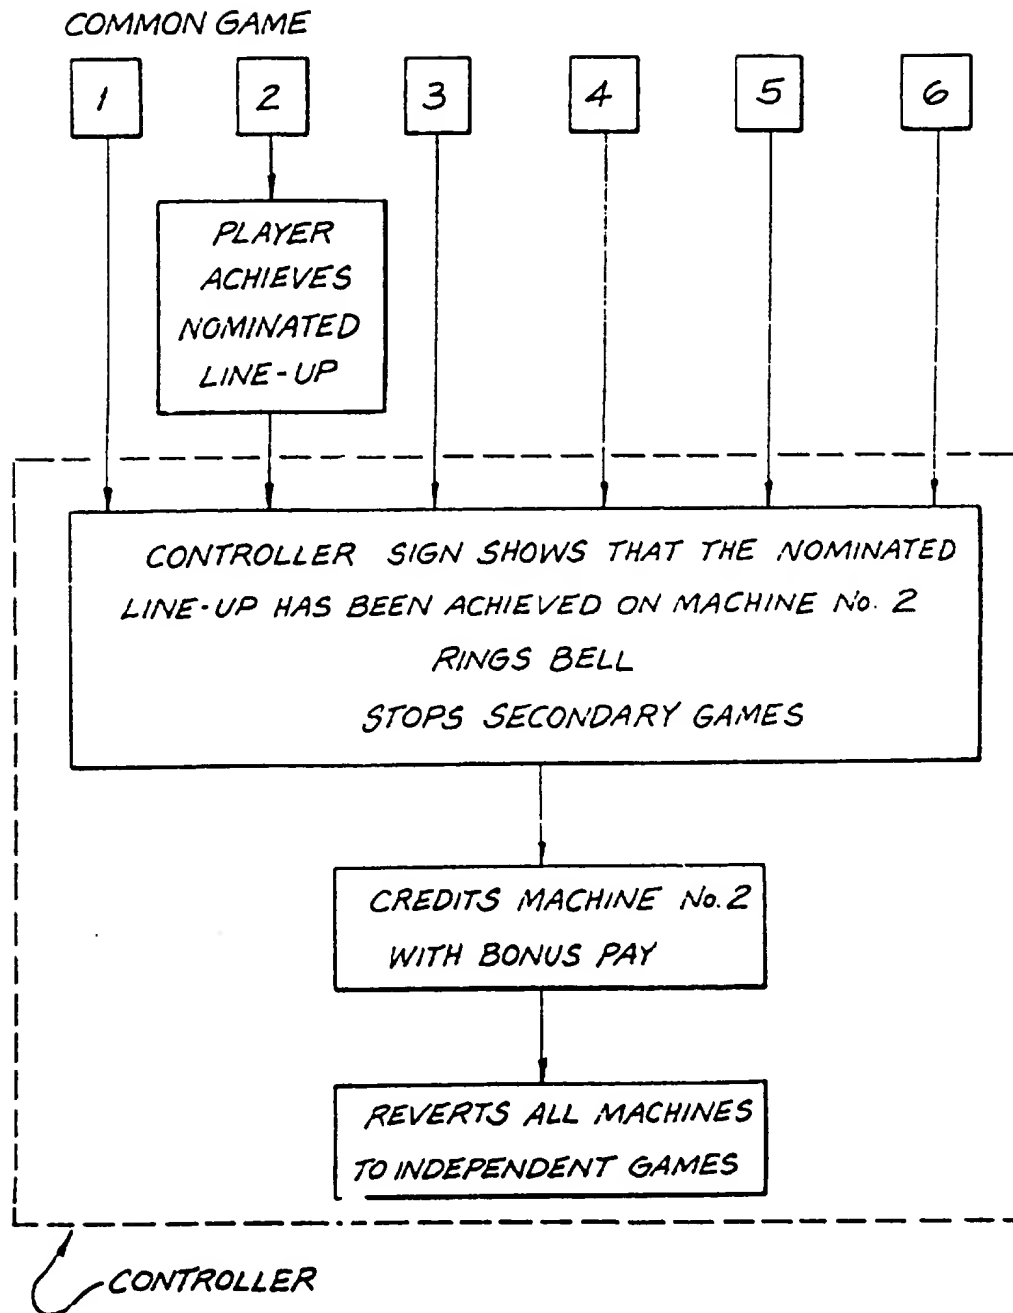 COMMON GAME
1 2 3 4 5 6
PLAYER
ACHIEVES
NOMINATED
LINE-UP
CONTROLLER SIGN SHOWS THAT THE NOMINATED
LINE-UP HAS BEEN ACHIEVED ON MACHINE No. 2
RINGS BELL
STOPS SECONDARY GAMES
CREDITS MACHINE No. 2
WITH BONUS PAY
REVERTS ALL MACHINES
TO INDEPENDENT GAMES
CONTROLLER